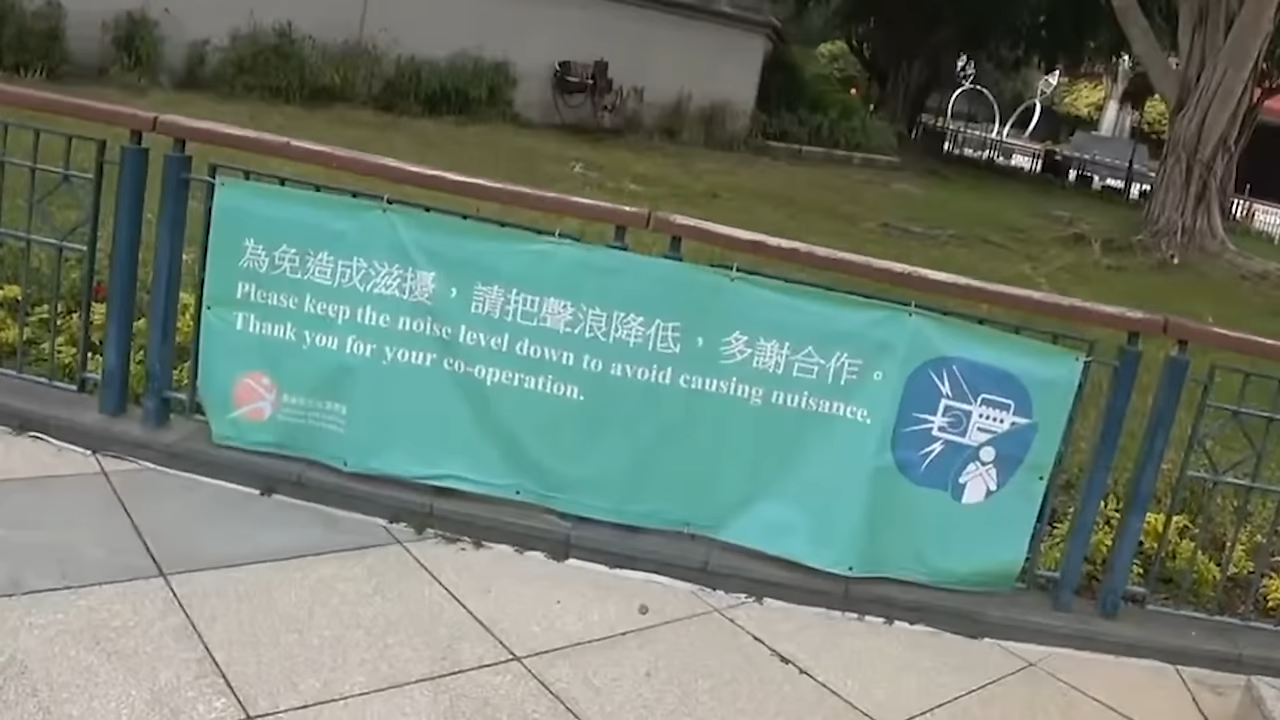 為免造成滋擾，請把聲浪降低，多謝合作。
Please keep the noise level down to avoid causing nuisance.
Thank you for your co-operation.